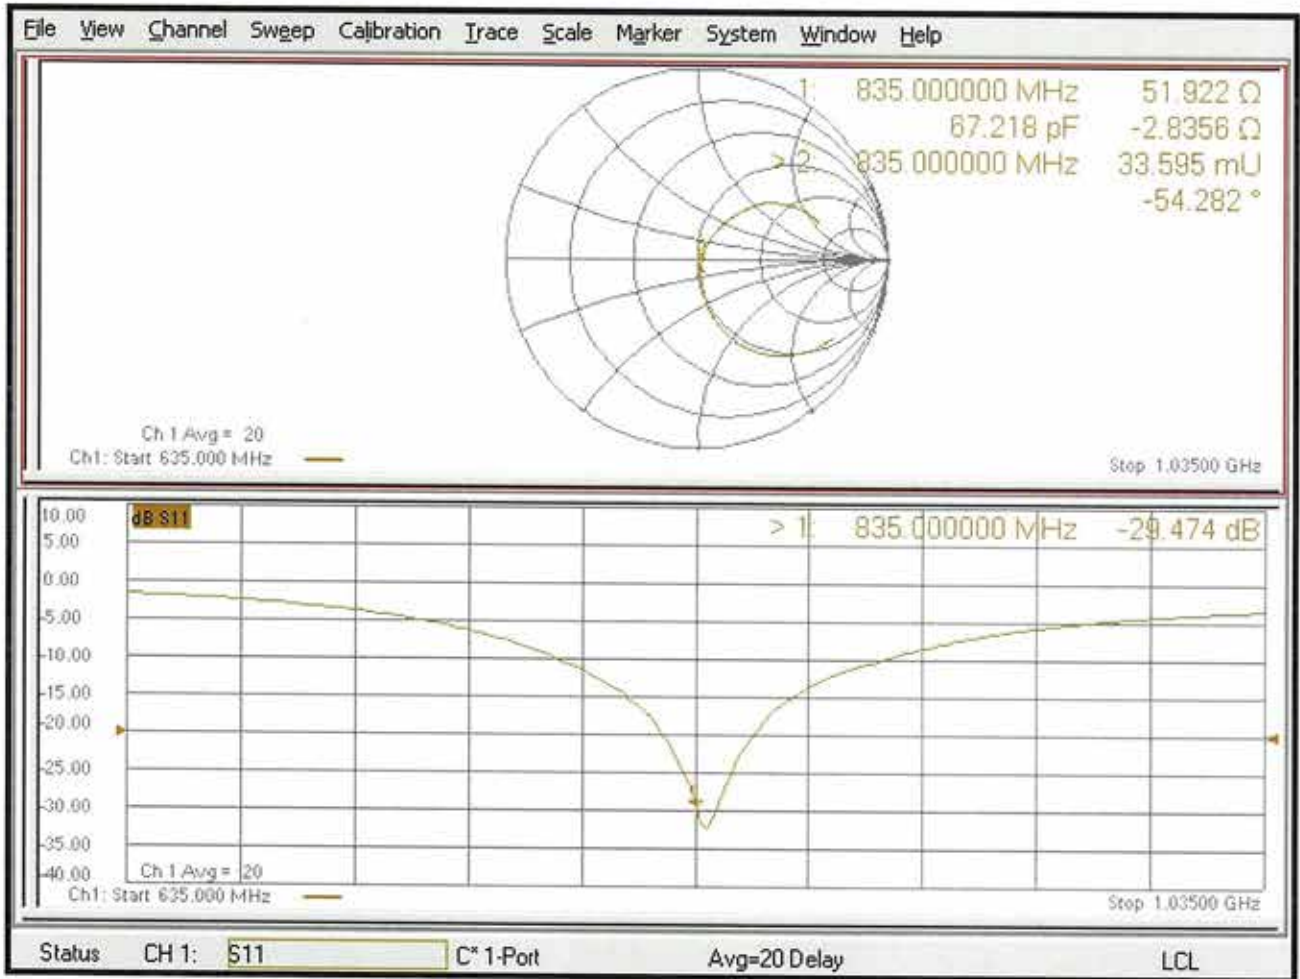 File View Channel Sweep Calibration Trace Scale Marker System Window Help
1: 835.000000 MHz 51.922 Ω
67.218 pF -2.8356 Ω
> 2: 835.000000 MHz 33.595 mU
-54.282 °
Ch 1 Avg = 20
Ch1: Start 635.000 MHz
Stop 1.03500 GHz
10.00
dB S11
> 1: 835.000000 MHz -29.474 dB
5.00
0.00
-5.00
-10.00
-15.00
-20.00
-25.00
-30.00
-35.00
-40.00
Ch 1 Avg = 20
Ch1: Start 635.000 MHz
Stop 1.03500 GHz
Status CH 1: S11 C* 1-Port Avg=20 Delay LCL